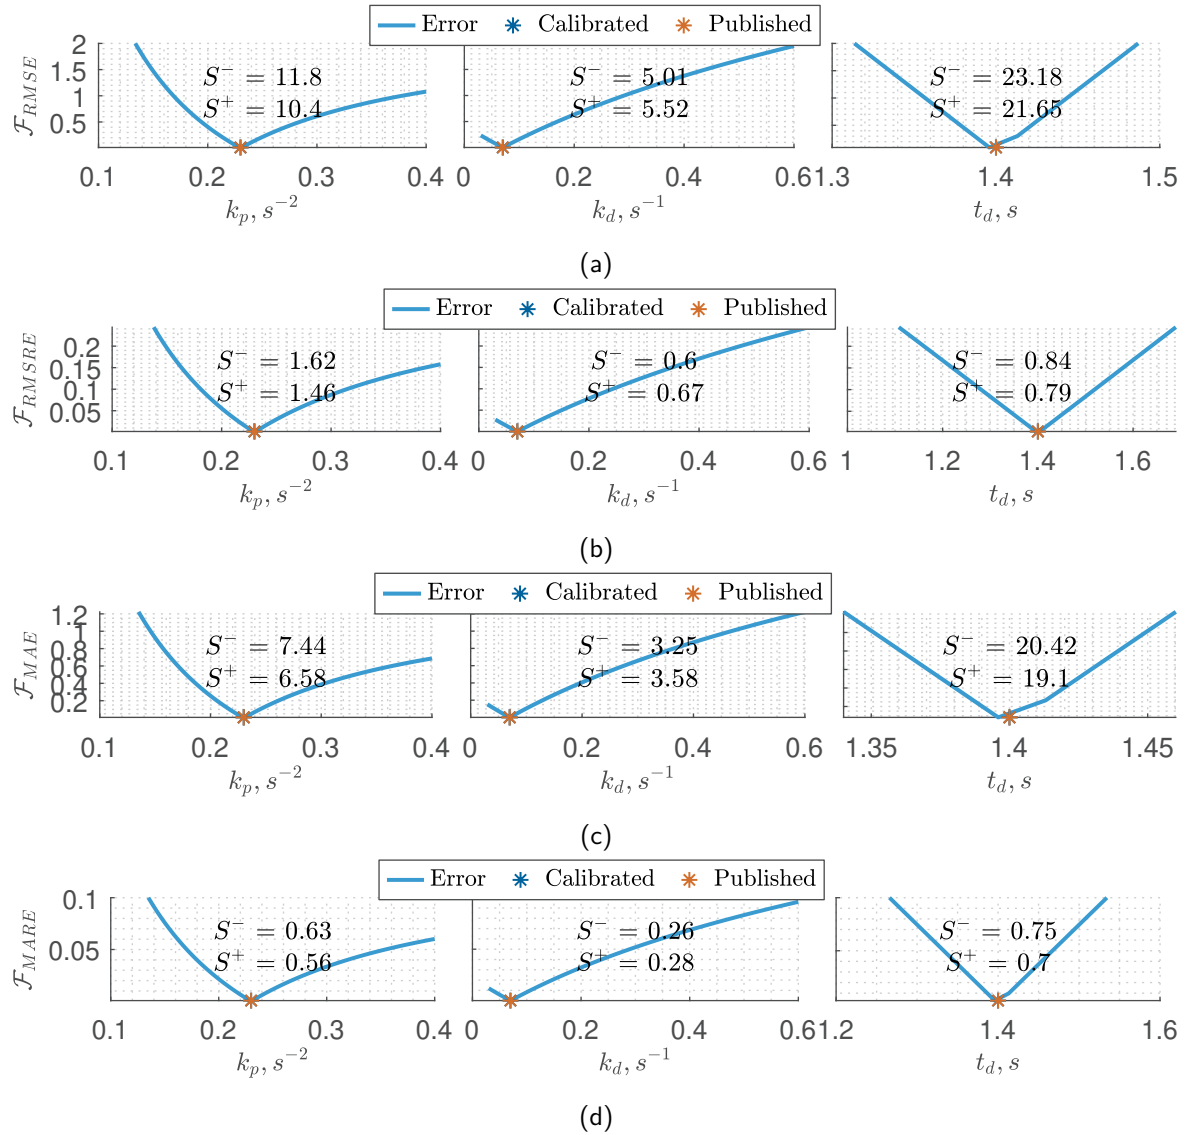 Error Calibrated Published
2
1.5
1
0.5
F_RMSE
S⁻ = 11.8
S⁺ = 10.4
S⁻ = 5.01
S⁺ = 5.52
S⁻ = 23.18
S⁺ = 21.65
0.1 0.2 0.3 0.4 0 0.2 0.4 0.6 1.3 1.4 1.5
k_p, s⁻² k_d, s⁻¹ t_d, s
(a)
Error Calibrated Published
0.2
0.15
0.1
0.05
F_RMSRE
S⁻ = 1.62
S⁺ = 1.46
S⁻ = 0.6
S⁺ = 0.67
S⁻ = 0.84
S⁺ = 0.79
0.1 0.2 0.3 0.4 0 0.2 0.4 0.6 1 1.2 1.4 1.6
k_p, s⁻² k_d, s⁻¹ t_d, s
(b)
Error Calibrated Published
1.2
1
0.8
0.6
0.4
0.2
F_MAE
S⁻ = 7.44
S⁺ = 6.58
S⁻ = 3.25
S⁺ = 3.58
S⁻ = 20.42
S⁺ = 19.1
0.1 0.2 0.3 0.4 0 0.2 0.4 0.6 1.35 1.4 1.45
k_p, s⁻² k_d, s⁻¹ t_d, s
(c)
Error Calibrated Published
0.1
0.05
F_MARE
S⁻ = 0.63
S⁺ = 0.56
S⁻ = 0.26
S⁺ = 0.28
S⁻ = 0.75
S⁺ = 0.7
0.1 0.2 0.3 0.4 0 0.2 0.4 0.6 1.2 1.4 1.6
k_p, s⁻² k_d, s⁻¹ t_d, s
(d)